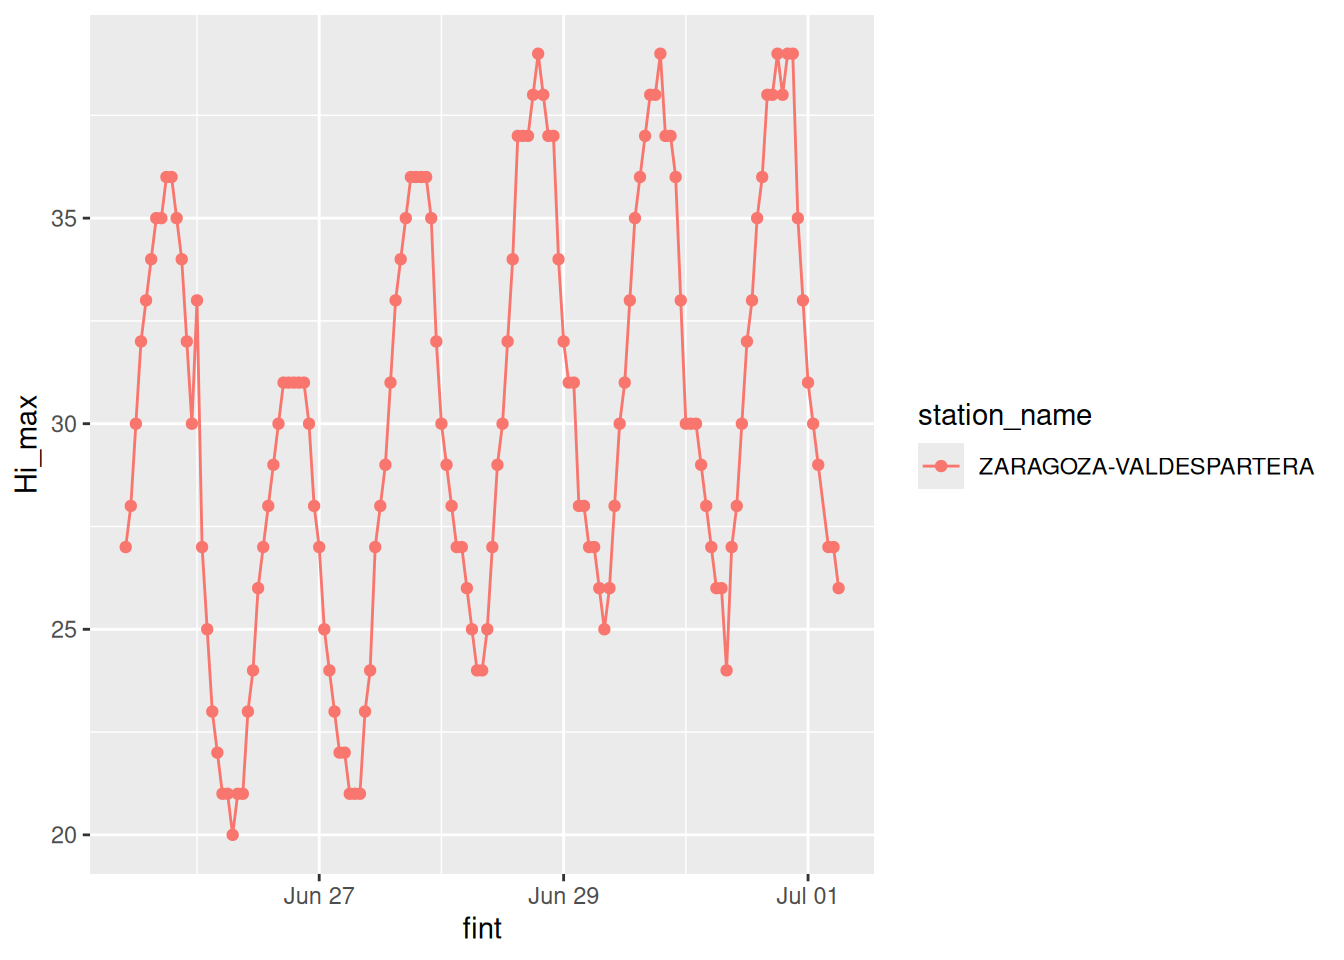 Hi_max
35
30
25
20
Jun 27
Jun 29
Jul 01
fint
station_name
ZARAGOZA-VALDESPARTERA